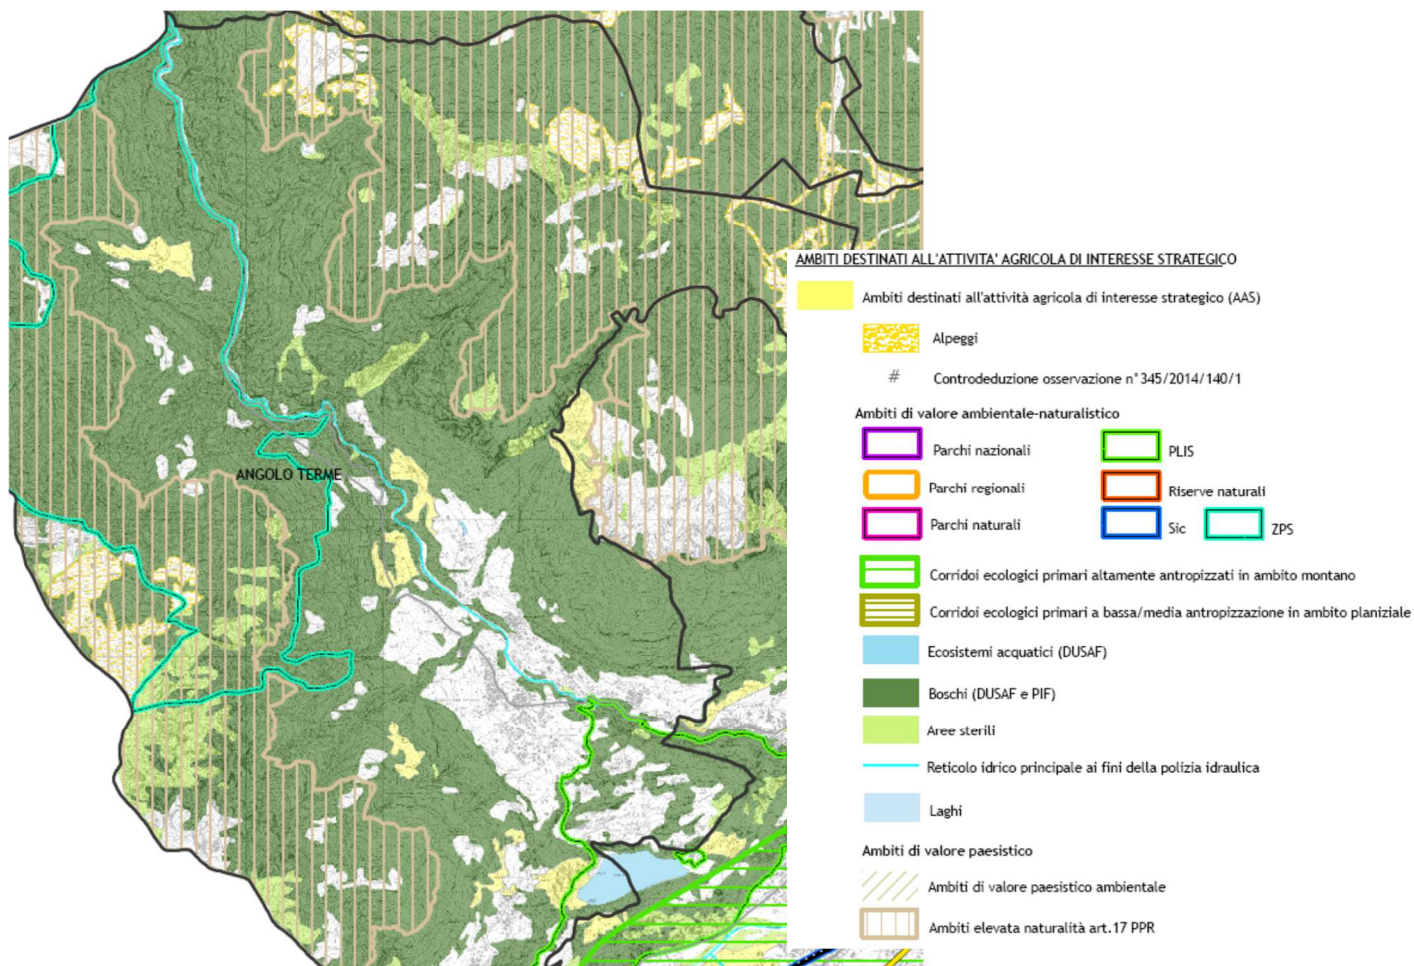 ANGOLO TERME
AMBITI DESTINATI ALL'ATTIVITA' AGRICOLA DI INTERESSE STRATEGICO
Ambiti destinati all'attività agricola di interesse strategico (AAS)
Alpeggi
# Controdeduzione osservazione n°345/2014/140/1
Ambiti di valore ambientale-naturalistico
Parchi nazionali PLIS
Parchi regionali Riserve naturali
Parchi naturali Sic ZPS
Corridoi ecologici primari altamente antropizzati in ambito montano
Corridoi ecologici primari a bassa/media antropizzazione in ambito planiziale
Ecosistemi acquatici (DUSAF)
Boschi (DUSAF e PIF)
Aree sterili
Reticolo idrico principale ai fini della polizia idraulica
Laghi
Ambiti di valore paesistico
Ambiti di valore paesistico ambientale
Ambiti elevata naturalità art.17 PPR